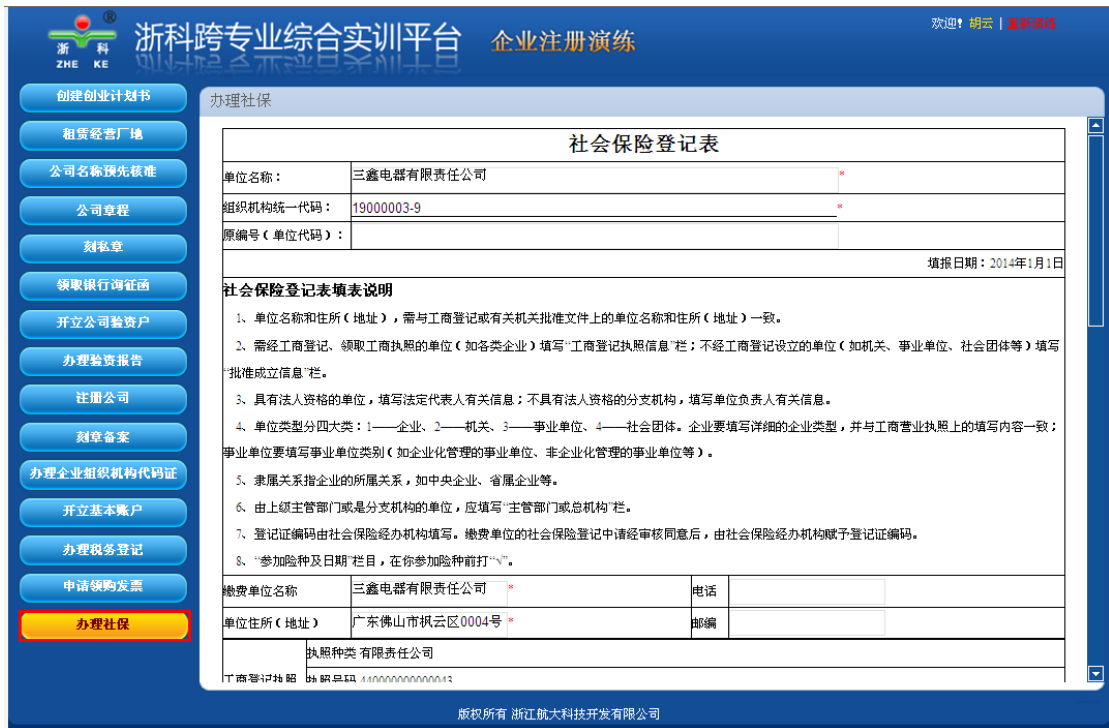 浙科
ZHE KE
®
浙科跨专业综合实训平台 企业注册演练
欢迎! 胡云 | 重新演练
创建创业计划书
租赁经营厂地
公司名称预先核准
公司章程
刻私章
领取银行询征函
开立公司验资户
办理验资报告
注册公司
刻章备案
办理企业组织机构代码证
开立基本账户
办理税务登记
申请领购发票
办理社保
办理社保
社会保险登记表
单位名称： 三鑫电器有限责任公司 *
组织机构统一代码： 19000003-9 *
原编号（单位代码）：
填报日期：2014年1月1日
社会保险登记表填表说明
1、单位名称和住所（地址），需与工商登记或有关机关批准文件上的单位名称和住所（地址）一致。
2、需经工商登记、领取工商执照的单位（如各类企业）填写“工商登记执照信息”栏；不经工商登记设立的单位（如机关、事业单位、社会团体等）填写
“批准成立信息”栏。
3、具有法人资格的单位，填写法定代表人有关信息；不具有法人资格的分支机构，填写单位负责人有关信息。
4、单位类型分四大类：1——企业、2——机关、3——事业单位、4——社会团体。企业要填写详细的企业类型，并与工商营业执照上的填写内容一致；
事业单位要填写事业单位类别（如企业化管理的事业单位、非企业化管理的事业单位等）。
5、隶属关系指企业的所属关系，如中央企业、省属企业等。
6、由上级主管部门或是分支机构的单位，应填写“主管部门或总机构”栏。
7、登记证编码由社会保险经办机构填写。缴费单位的社会保险登记中请经审核同意后，由社会保险经办机构赋予登记证编码。
8、“参加险种及日期”栏目，在你参加险种前打“√”。
缴费单位名称 三鑫电器有限责任公司 * 电话
单位住所（地址） 广东佛山市枫云区0004号 * 邮编
执照种类 有限责任公司
工商登记执照 执照号码 440000000000043
版权所有 浙江航大科技开发有限公司